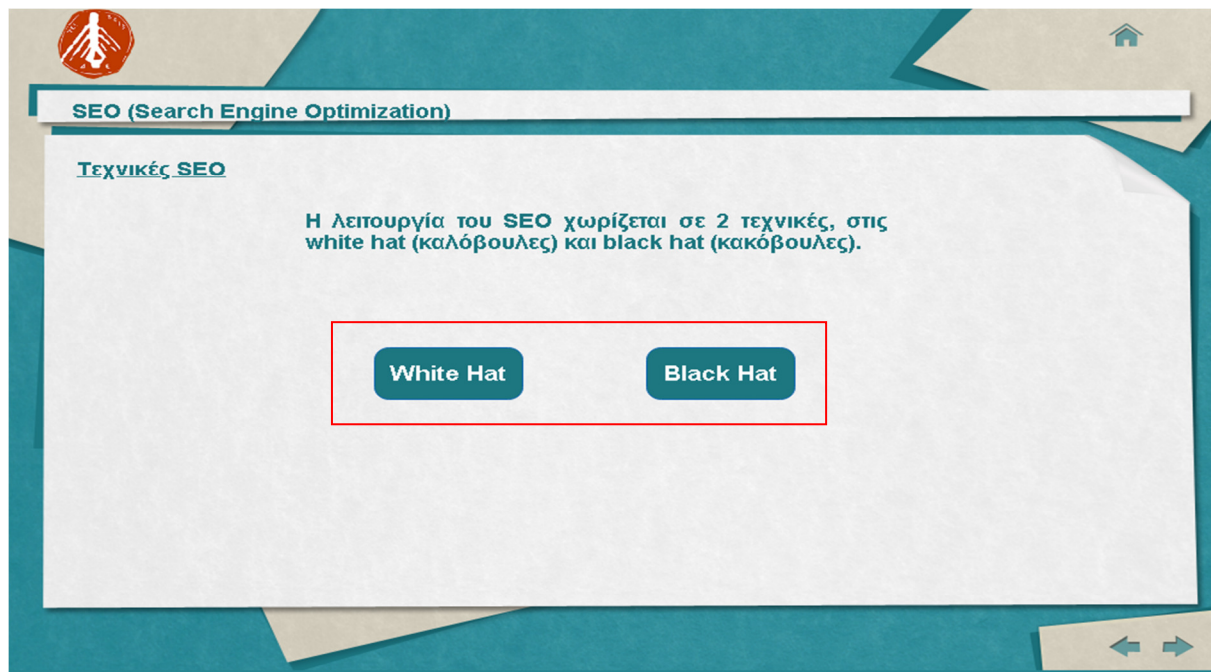 SEO (Search Engine Optimization)
Τεχνικές SEO
Η λειτουργία του SEO χωρίζεται σε 2 τεχνικές, στις
white hat (καλόβουλες) και black hat (κακόβουλες).
White Hat
Black Hat